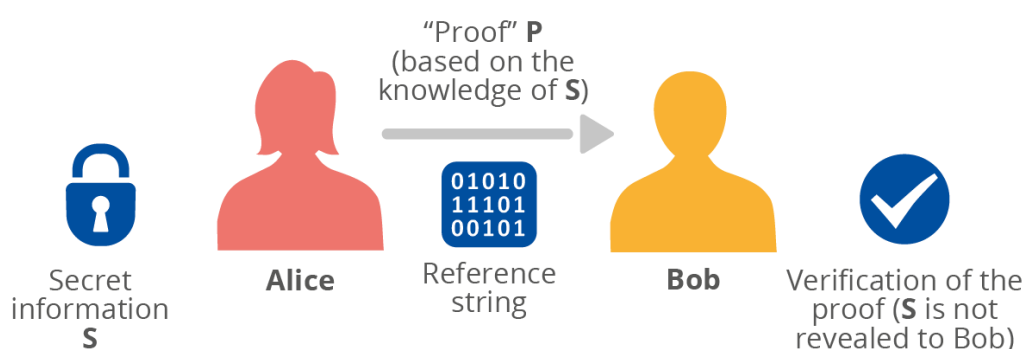 “Proof” P
(based on the
knowledge of S)
01010
11101
00101
Secret
information
S
Alice
Reference
string
Bob
Verification of the
proof (S is not
revealed to Bob)